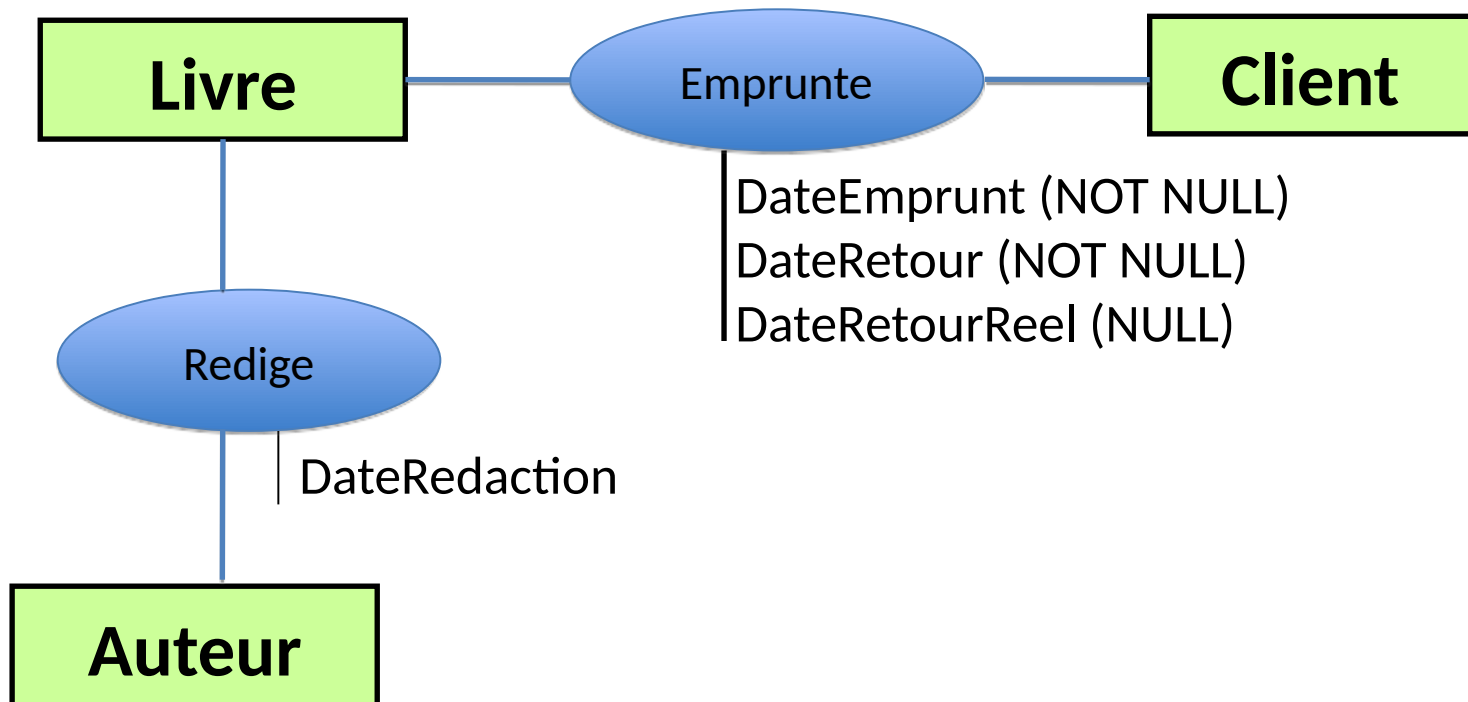 Livre
Emprunte
Client
DateEmprunt (NOT NULL)
DateRetour (NOT NULL)
DateRetourReel (NULL)
Redige
DateRedaction
Auteur